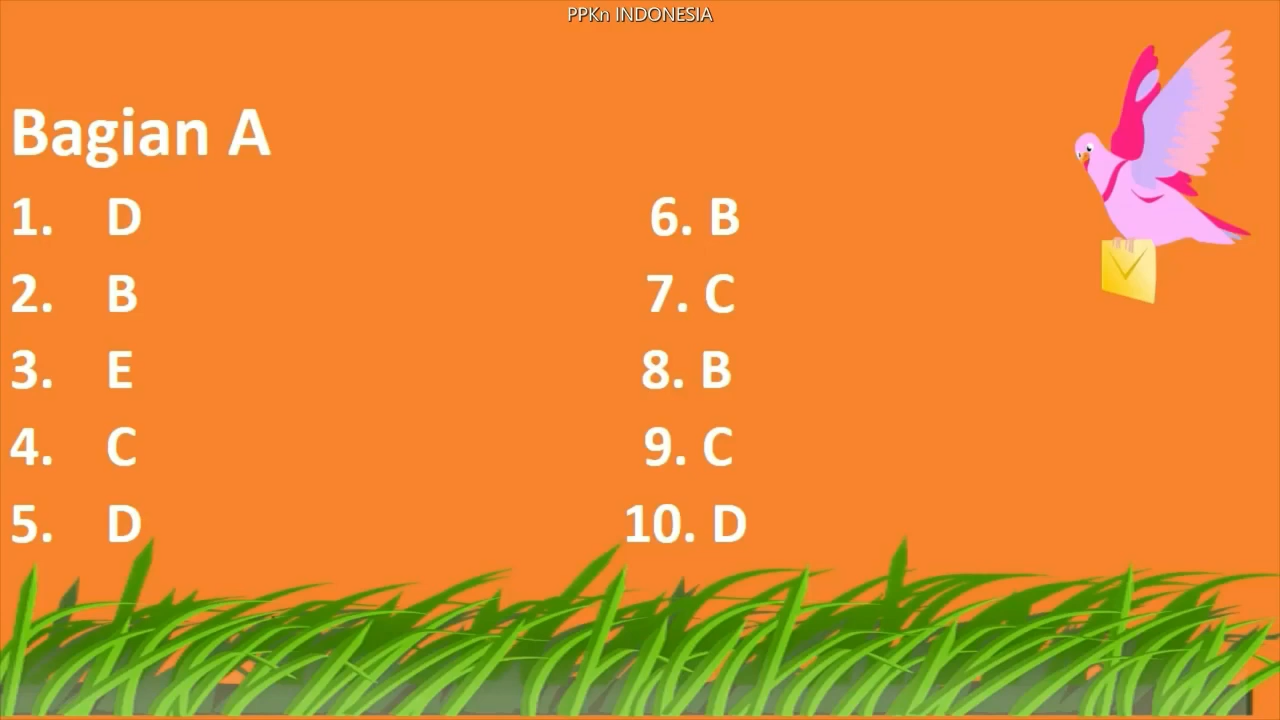 PPKn INDONESIA
Bagian A
1. D
2. B
3. E
4. C
5. D
6. B
7. C
8. B
9. C
10. D